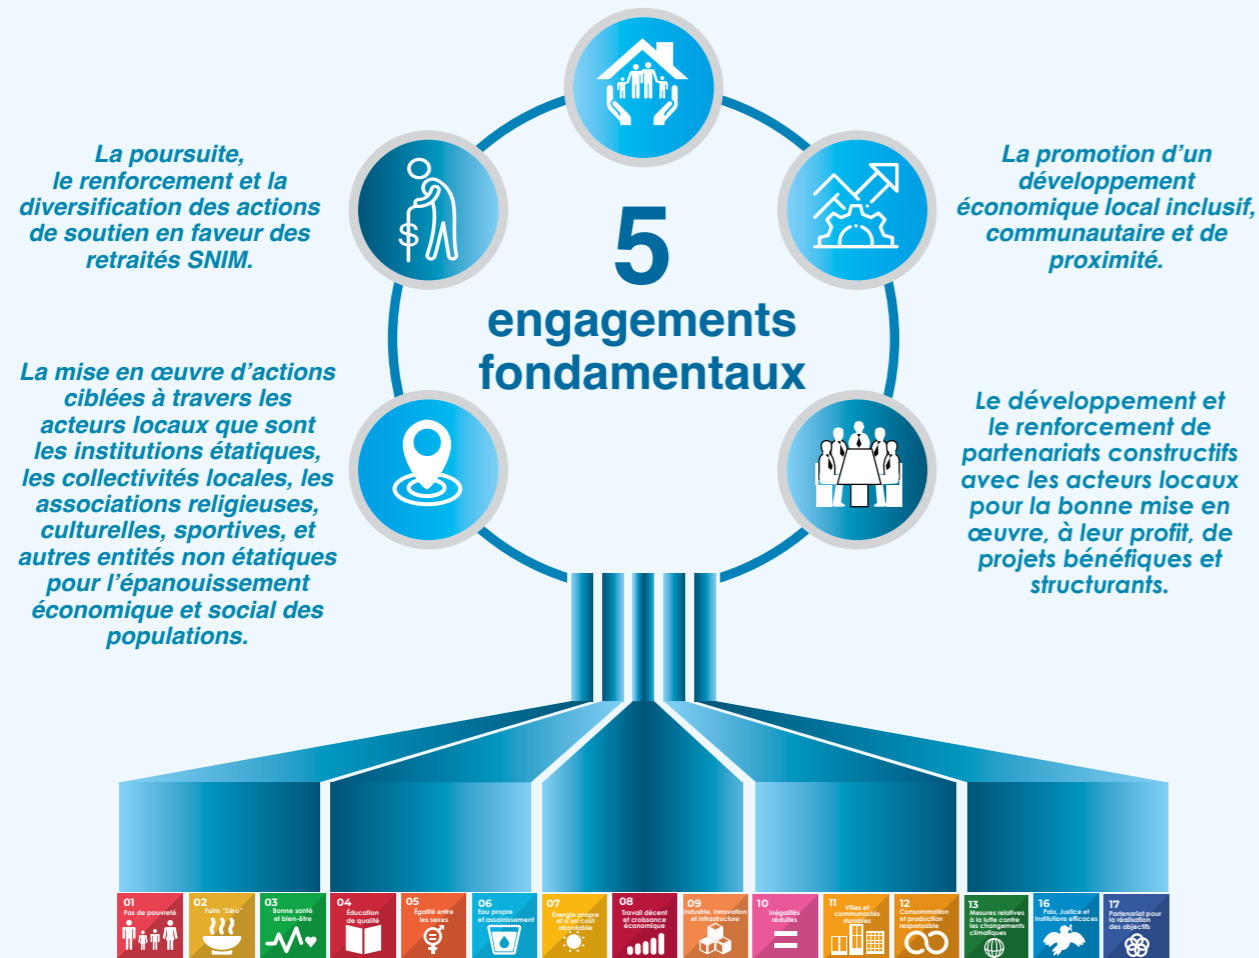 La poursuite,
le renforcement et la
diversification des actions
de soutien en faveur des
retraités SNIM.
La promotion d'un
développement
économique local inclusif,
communautaire et de
proximité.
$
5
engagements
fondamentaux
La mise en œuvre d'actions
ciblées à travers les
acteurs locaux que sont
les institutions étatiques,
les collectivités locales, les
associations religieuses,
culturelles, sportives, et
autres entités non étatiques
pour l'épanouissement
économique et social des
populations.
Le développement et
le renforcement de
partenariats constructifs
avec les acteurs locaux
pour la bonne mise en
œuvre, à leur profit, de
projets bénéfiques et
structurants.
01
Pas de pauvreté
02
Faim "Zéro"
03
Bonne santé
et bien-être
04
Éducation
de qualité
05
Égalité entre
les sexes
06
Eau propre
et assainissement
07
Énergie propre
et d'un coût
abordable
08
Travail décent
et croissance
économique
09
Industrie, Innovation
et Infrastructure
10
Inégalités
réduites
11
Villes et
communautés
durables
12
Consommation
et production
responsable
13
Mesures relatives
à la lutte contre
les changements
climatiques
16
Paix, Justice et
Institutions efficaces
17
Partenariat pour
la réalisation
des objectifs